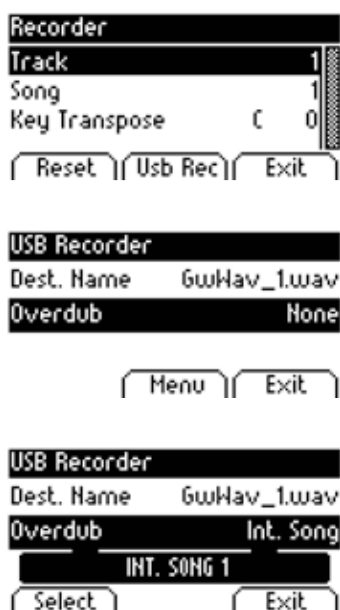 Recorder
Track 1
Song 1
Key Transpose C 0
Reset Usb Rec Exit
USB Recorder
Dest. Name GwWav_1.wav
Overdub None
Menu Exit
USB Recorder
Dest. Name GwWav_1.wav
Overdub Int. Song
INT. SONG 1
Select Exit